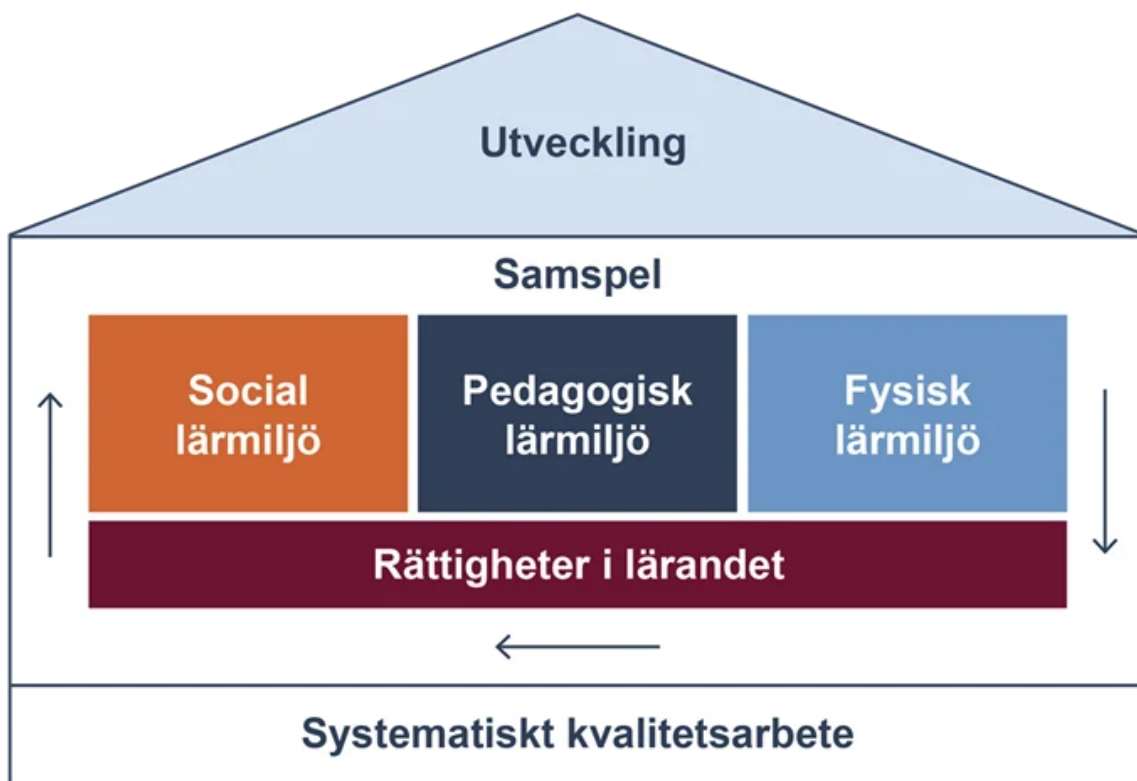 Utveckling
Samspel
Social
lärmiljö
Pedagogisk
lärmiljö
Fysisk
lärmiljö
Rättigheter i lärandet
Systematiskt kvalitetsarbete